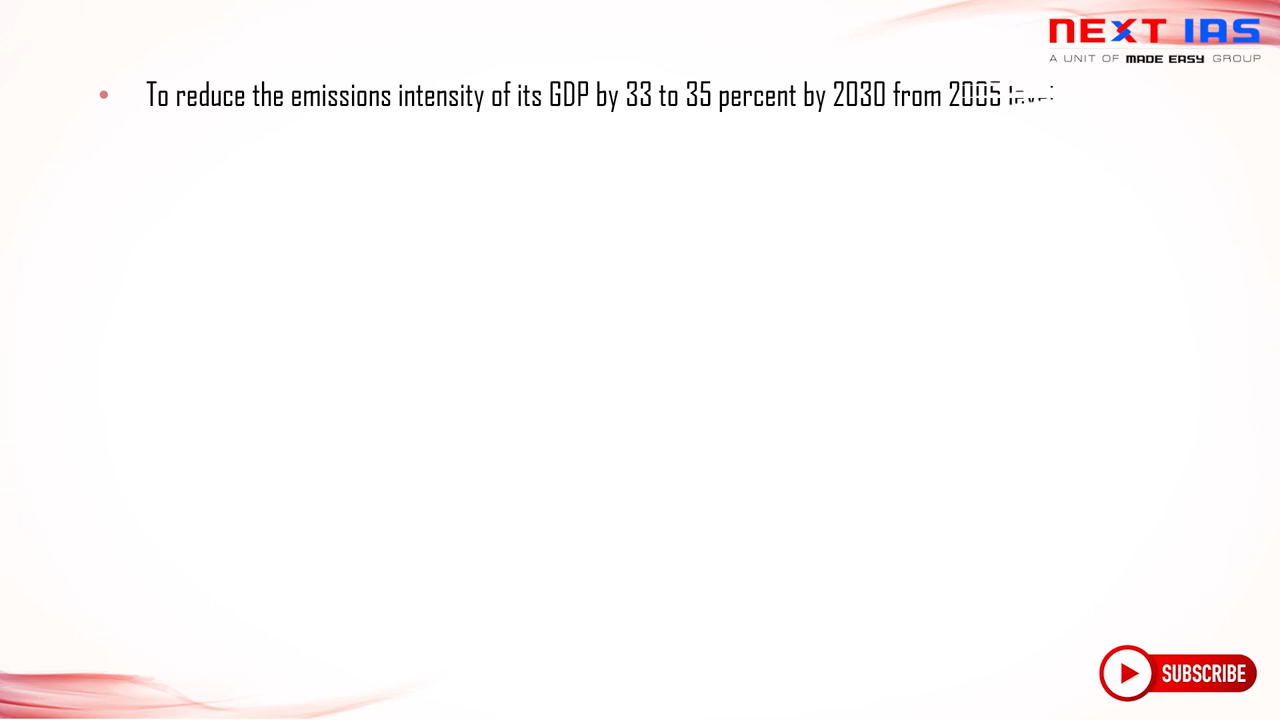 NEXT IAS
A UNIT OF MADE EASY GROUP
• To reduce the emissions intensity of its GDP by 33 to 35 percent by 2030 from 2005
SUBSCRIBE